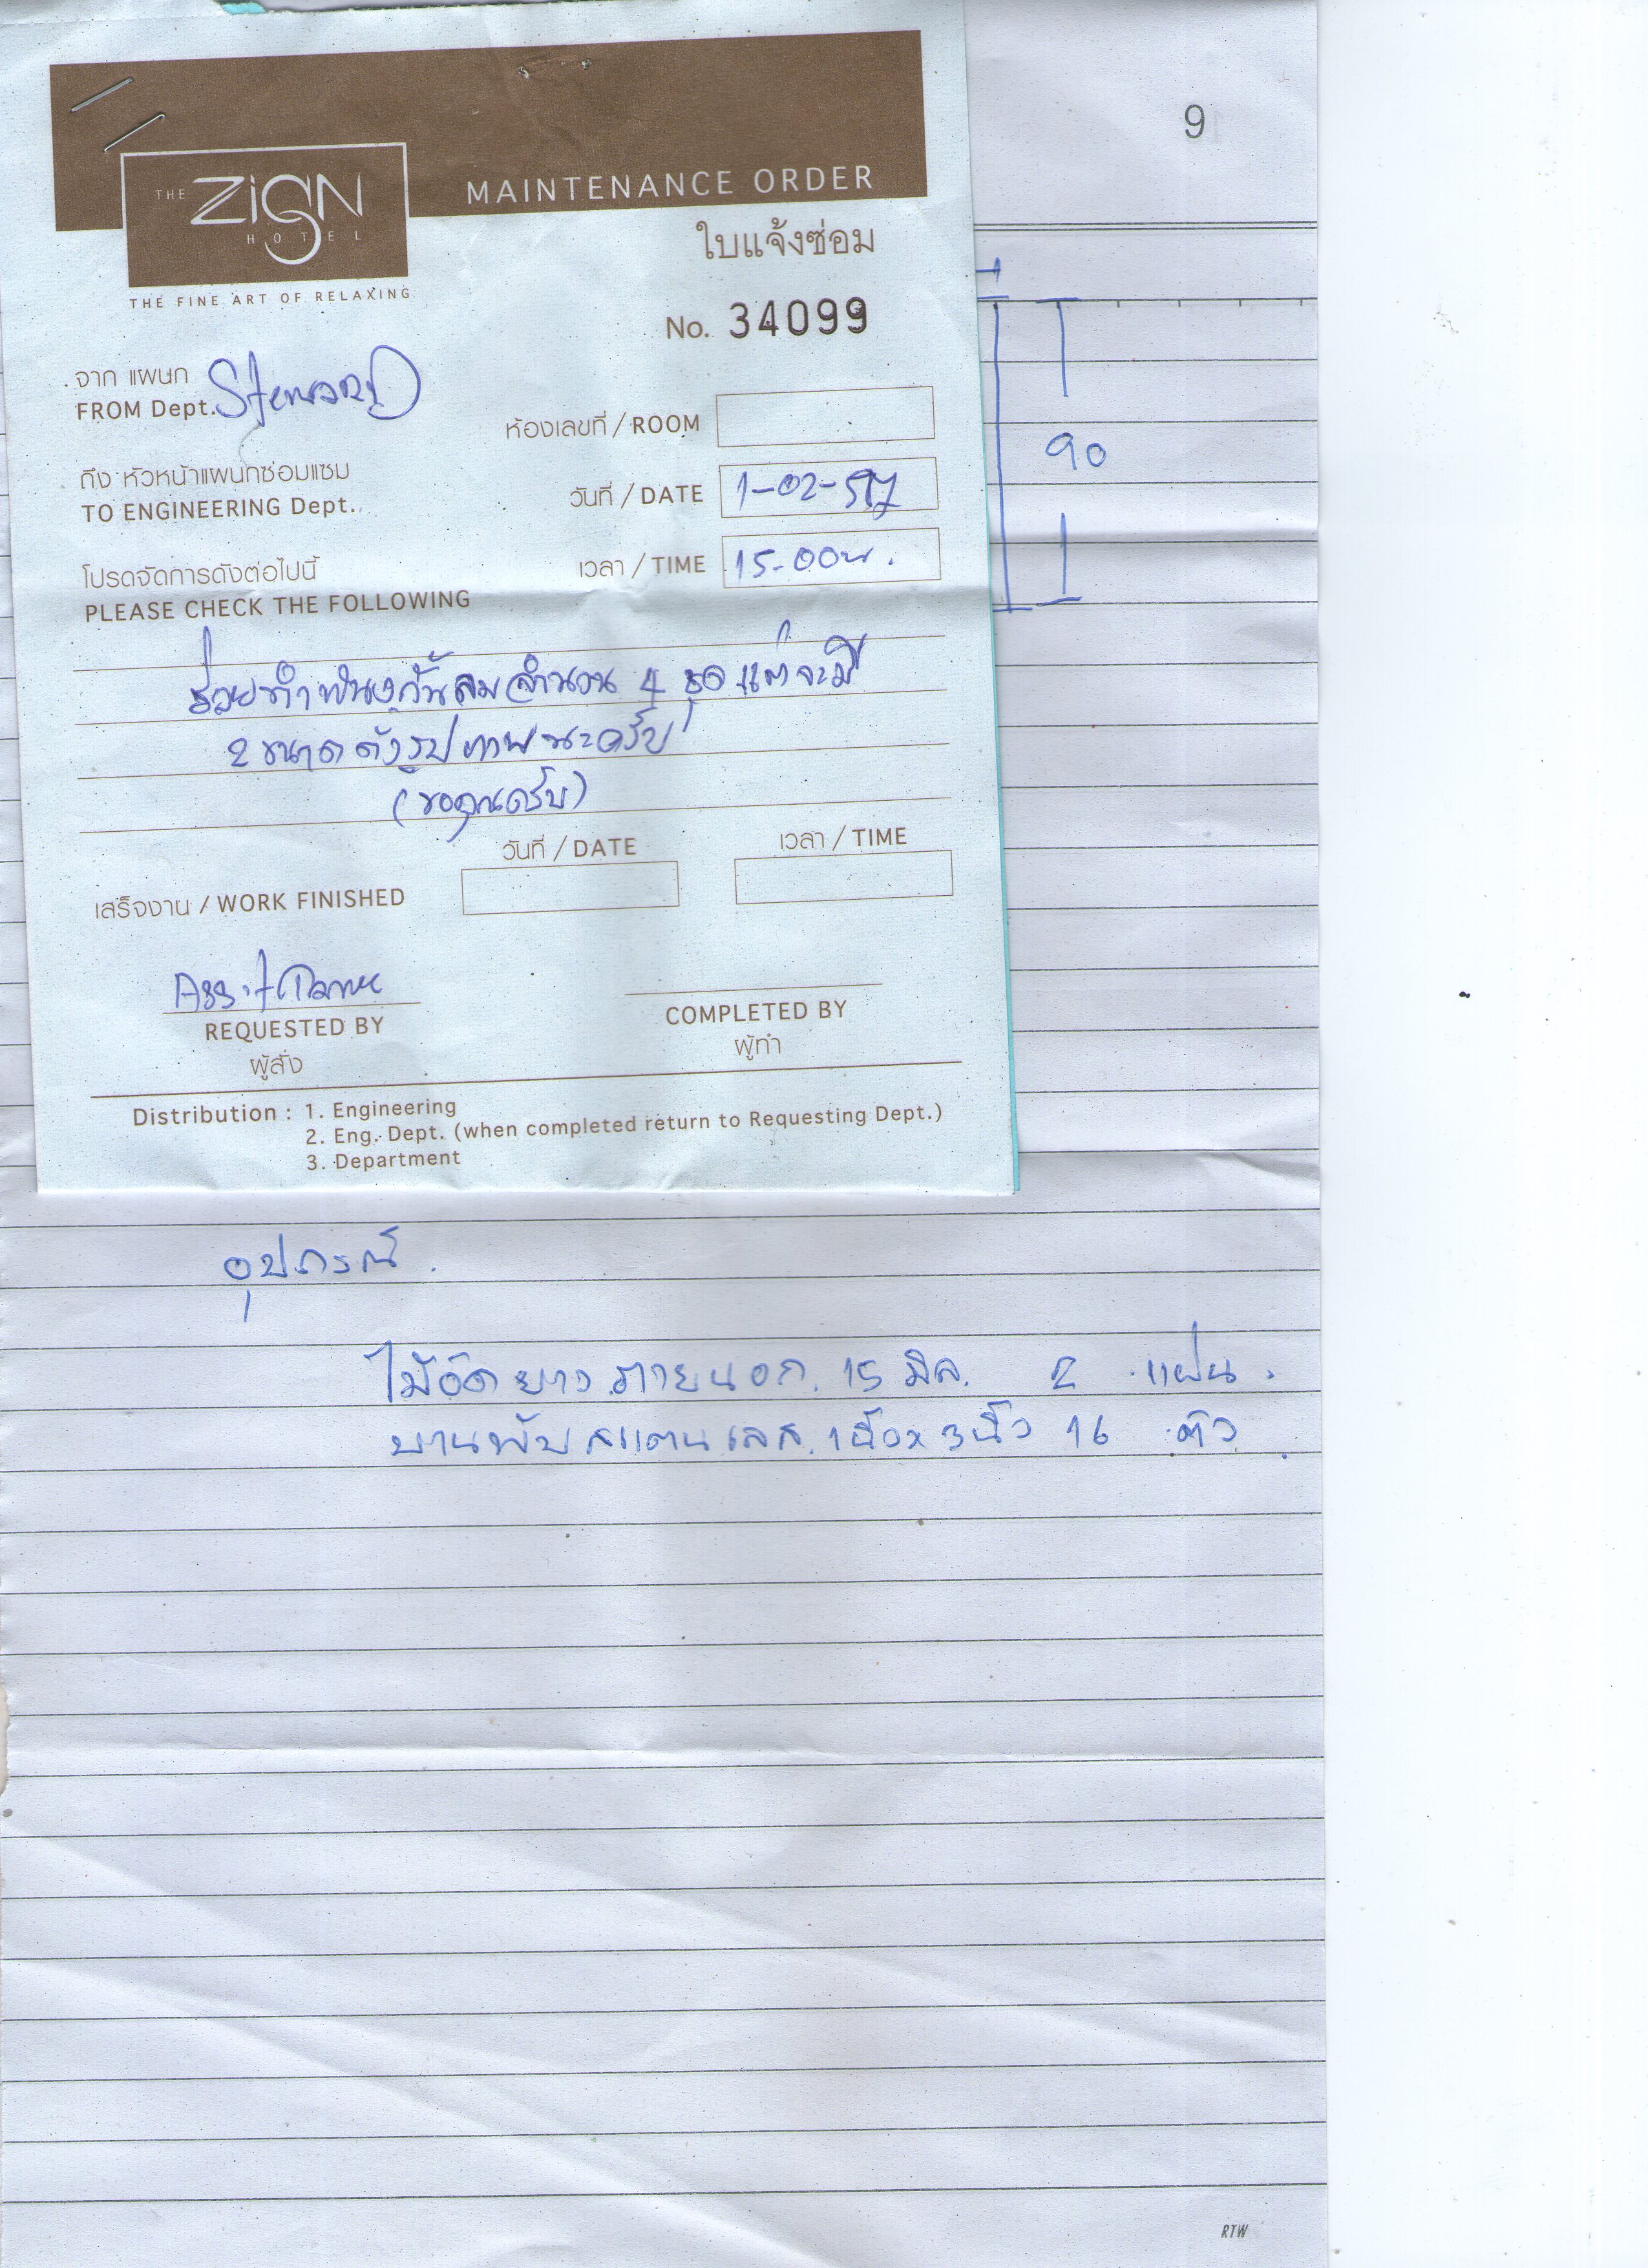 9
THE ZIGN
HOTEL
MAINTENANCE ORDER
THE FINE ART OF RELAXING
ใบแจ้งซ่อม
No. 34099
จาก แผนก
FROM Dept. Steward
ห้องเลขที่ / ROOM
ถึง หัวหน้าแผนกซ่อมแซม
TO ENGINEERING Dept.
วันที่ / DATE 1-02-57
90
โปรดจัดการดังต่อไปนี้
PLEASE CHECK THE FOLLOWING
เวลา / TIME 15.00น.
ช่วยทำพนังกั้นลมจำนวน 4 ชุด แต่จะมี
2 ขนาด ดังรูปภาพนะครับ
(ขอคุณครับ)
วันที่ / DATE
เวลา / TIME
เสร็จงาน / WORK FINISHED
REQUESTED BY
ผู้สั่ง
COMPLETED BY
ผู้ทำ
Distribution : 1. Engineering
2. Eng. Dept. (when completed return to Requesting Dept.)
3. Department
อุปกรณ์.
ไม้อัดยาง ภายนอก. 15 มิล. 2 แผ่น.
บานพับ สแตนเลส. 1 นิ้ว x 3 นิ้ว 16 ตัว.
RTW